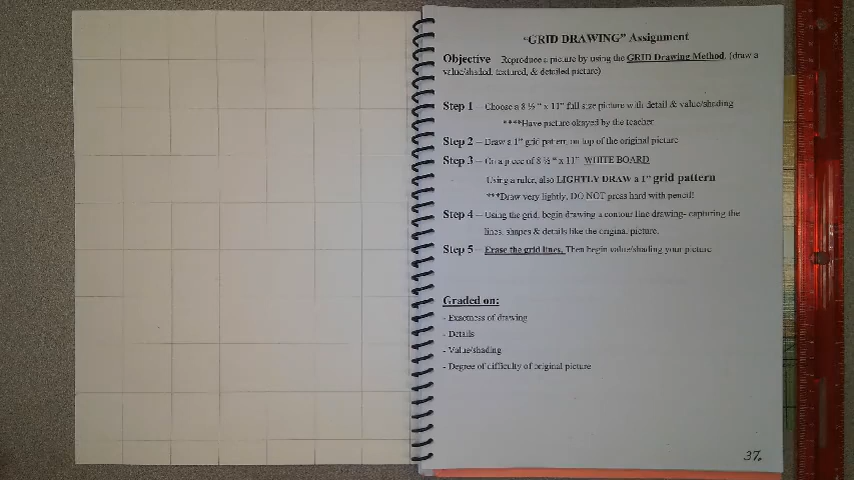 "GRID DRAWING" Assignment
Objective Reproduce a picture by using the GRID Drawing Method. (draw a
value/shaded, textured, & detailed picture)
Step 1 – Choose a 8 ½ " x 11" full size picture with detail & value/shading
****Have picture okayed by the teacher
Step 2 – Draw a 1" grid pattern on top of the original picture
Step 3 – On a piece of 8 ½ " x 11" WHITE BOARD
Using a ruler, also LIGHTLY DRAW a 1" grid pattern
***Draw very lightly, DO NOT press hard with pencil!
Step 4 – Using the grid, begin drawing a contour line drawing- capturing the
lines, shapes & details like the original picture.
Step 5 – Erase the grid lines. Then begin value/shading your picture
Graded on:
- Exactness of drawing
- Details
- Value/shading
- Degree of difficulty of original picture
37.